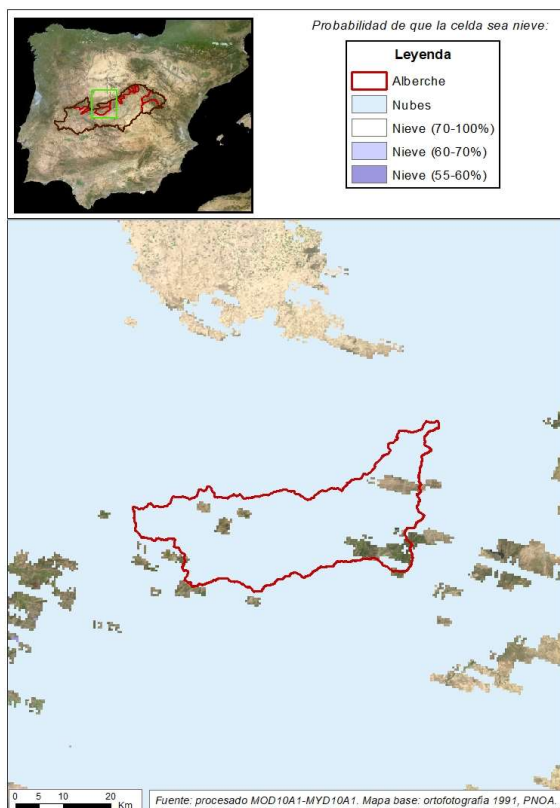 Probabilidad de que la celda sea nieve:
Leyenda
Alberche
Nubes
Nieve (70-100%)
Nieve (60-70%)
Nieve (55-60%)
0 5 10 20
Km
Fuente: procesado MOD10A1-MYD10A1. Mapa base: ortofotografía 1991, PNOA.